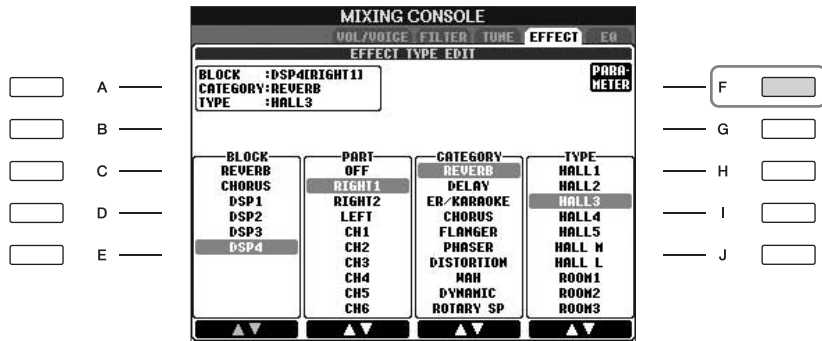 MIXING CONSOLE
VOL/VOICE FILTER TUNE EFFECT EQ
EFFECT TYPE EDIT
BLOCK :DSP4[RIGHT1]
CATEGORY:REVERB
TYPE :HALL3
PARA-
METER
A
B
C
D
E
F
G
H
I
J
BLOCK
REVERB
CHORUS
DSP1
DSP2
DSP3
DSP4
PART
OFF
RIGHT1
RIGHT2
LEFT
CH1
CH2
CH3
CH4
CH5
CH6
CATEGORY
REVERB
DELAY
ER/KARAOKE
CHORUS
FLANGER
PHASER
DISTORTION
WAH
DYNAMIC
ROTARY SP
TYPE
HALL1
HALL2
HALL3
HALL4
HALL5
HALL M
HALL L
ROOM1
ROOM2
ROOM3